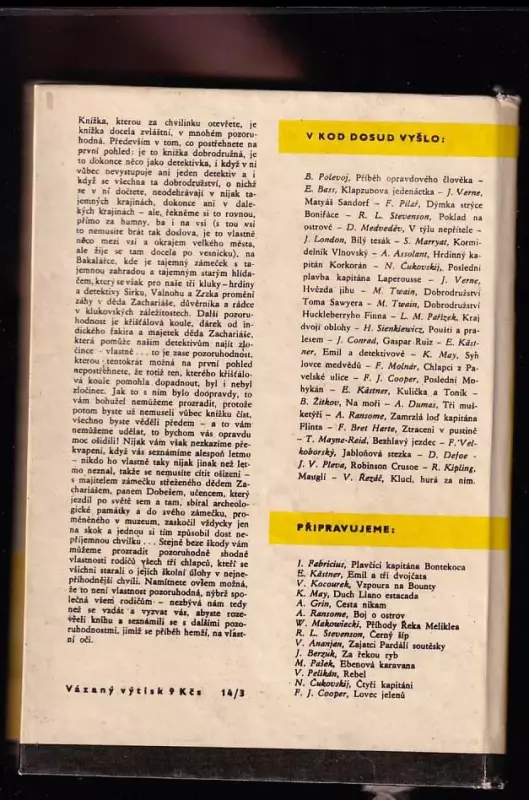 Knížka, kterou za chvilinku otevřete, je
knížka docela zvláštní, v mnohém pozoru-
hodná. Především v tom, co postřehnete na
první pohled: je to knížka dobrodružná, je
to dokonce něco jako detektivka, i když v ní
vůbec nevystupuje ani jeden detektiv a i
když se všechna ta dobrodružství, o nichž
se v ní dočtete, neodehrávají v nijak ta-
jemných krajinách, dokonce ani v dale-
kých krajinách - ale, řekněme si to rovnou,
přímo za humny, ba i na vsi (s tou vsí
to nemusíte brát tak doslova, je to vlastně
něco mezi vsí a okrajem velkého města,
ale žije se tam docela po vesnicku), na
Bakalářce, kde je tajemný zámeček s ta-
jemnou zahradou a tajemným starým hlída-
čem, který se však pro naše tři kluky - hrdiny
a detektivy Sirku, Valnohu a Zrzka promění
záhy v děda Zachariáše, důvěrníka a rádce
v klukovských záležitostech. Další pozoru-
hodnost je křišťálová koule, dárek od in-
dického fakira a majetek děda Zachariáše,
která pomůže našim detektivům najít zlo-
čince - vlastně ... to je zase pozoruhodnost,
kterou tentokrát možná na první pohled
nepostřehnete, že totiž ten, kterého křišťálo-
vá koule pomohla dopadnout, byl i nebyl
zločinec. Jak to s ním bylo doopravdy, to
vám bohužel nemůžeme prozradit, protože
potom byste už nemuseli vůbec knížku číst,
všechno byste věděli předem - a to vám
nemůžeme udělat, to bychom vás opravdu
moc ošidili! Nijak vám však nezkazíme pře-
kvapení, když vás seznámíme alespoň letmo
- nikdo ho vlastně taky nijak jinak než let-
mo neznal, takže se nemusíte cítit ošizeni -
s majitelem zámečku střeženého dědem Za-
chariášem, panem Dobešem, učencem, který
jezdil po světě sem a tam, sbíral archeolo-
gické památky a do svého zámečku, pro-
měněného v muzeum, zaskočil vždycky jen
na skok a jednou si tím způsobil dost ne-
příjemnou chvilku ... Stejně beze škody vám
můžeme prozradit pozoruhodně shodné
vlastnosti rodičů všech tří chlapců, kteří se
všichni starali o jejich školní úlohy v nejne-
příhodnější chvíli. Namítnete ovšem možná,
že to není vlastnost pozoruhodná, nýbrž spo-
lečná všem rodičům - nezbývá nám tedy
než se vzdát a vyzvat vás, abyste roze-
vřeli knihu a seznámili se s dalšími pozo-
ruhodnostmi, jimiž se příběh hemží, na vlast-
ní oči.
Vázaný výtisk 9 Kčs 14/3
V KOD DOSUD VYŠLO:
B. Polevoj, Příběh opravdového člověka -
E. Bass, Klapzubova jedenáctka - J. Verne,
Matyáš Sandorf - F. Pilař, Dýmka strýce
Bonifáce - R. L. Stevenson, Poklad na
ostrově - D. Medveděv, V týlu nepřítele -
J. London, Bílý tesák - S. Marryat, Kormi-
delník Vlnovský - A. Assolant, Hrdinný ka-
pitán Korkorán - N. Čukovskij, Poslední
plavba kapitána Laperouse - J. Verne,
Hvězda jihu - M. Twain, Dobrodružství
Toma Sawyera - M. Twain, Dobrodružství
Huckleberryho Finna - L. M. Pařízek, Kraj
dvojí oblohy - H. Sienkiewicz, Pouští a pra-
lesem - J. Conrad, Gaspar Ruiz - E. Käst-
ner, Emil a detektivové - K. May, Syn
lovce medvědů - F. Molnár, Chlapci z Pa-
velské ulice - F. J. Cooper, Poslední Mo-
hykán - E. Kästner, Kulička a Toník -
B. Žitkov, Na moři - A. Dumas, Tři muš-
ketýři - A. Ransome, Zamrzlá loď kapitána
Flinta - F. Bret Harte, Ztraceni v pustině
- T. Mayne-Reid, Bezhlavý jezdec - F. Vel-
koborský, Jabloňová stezka - D. Defoe -
J. V. Pleva, Robinson Crusoe - R. Kipling,
Mauglí - V. Řezáč, Kluci, hurá za ním.
PŘIPRAVUJEME:
J. Fabricius, Plavčíci kapitána Bontekoea
E. Kästner, Emil a tři dvojčata
V. Kocourek, Vzpoura na Bounty
K. May, Duch Llano estacada
A. Grin, Cesta nikam
A. Ransome, Boj o ostrov
W. Makowiecki, Příhody Řeka Meliklea
R. L. Stevenson, Černý šíp
V. Ananjan, Zajatci Pardálí soutěsky
J. Berzuk, Za řekou ryb
M. Pašek, Ebenová karavana
V. Pelikán, Rebel
N. Čukovskij, Čtyři kapitáni
F. J. Cooper, Lovec jelenů